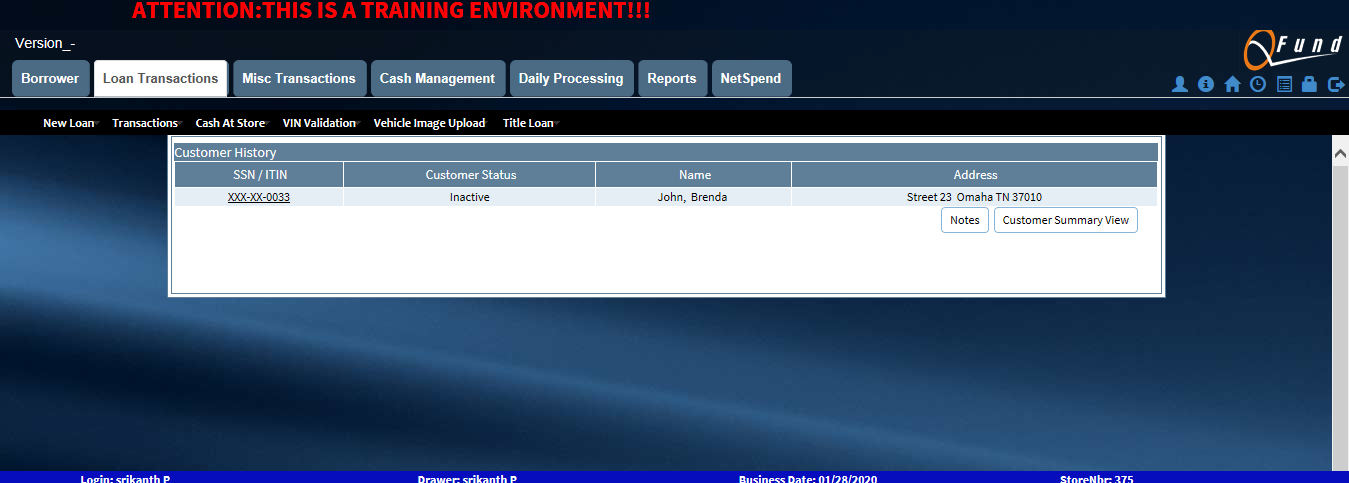 ATTENTION:THIS IS A TRAINING ENVIRONMENT!!!
Version_-
QFund
Borrower Loan Transactions Misc Transactions Cash Management Daily Processing Reports NetSpend
New Loan Transactions Cash At Store VIN Validation Vehicle Image Upload Title Loan
Customer History
SSN / ITIN Customer Status Name Address
XXX-XX-0033 Inactive John, Brenda Street 23 Omaha TN 37010
Notes Customer Summary View
Login: srikanth P Drawer: srikanth P Business Date: 01/28/2020 StoreNbr: 375